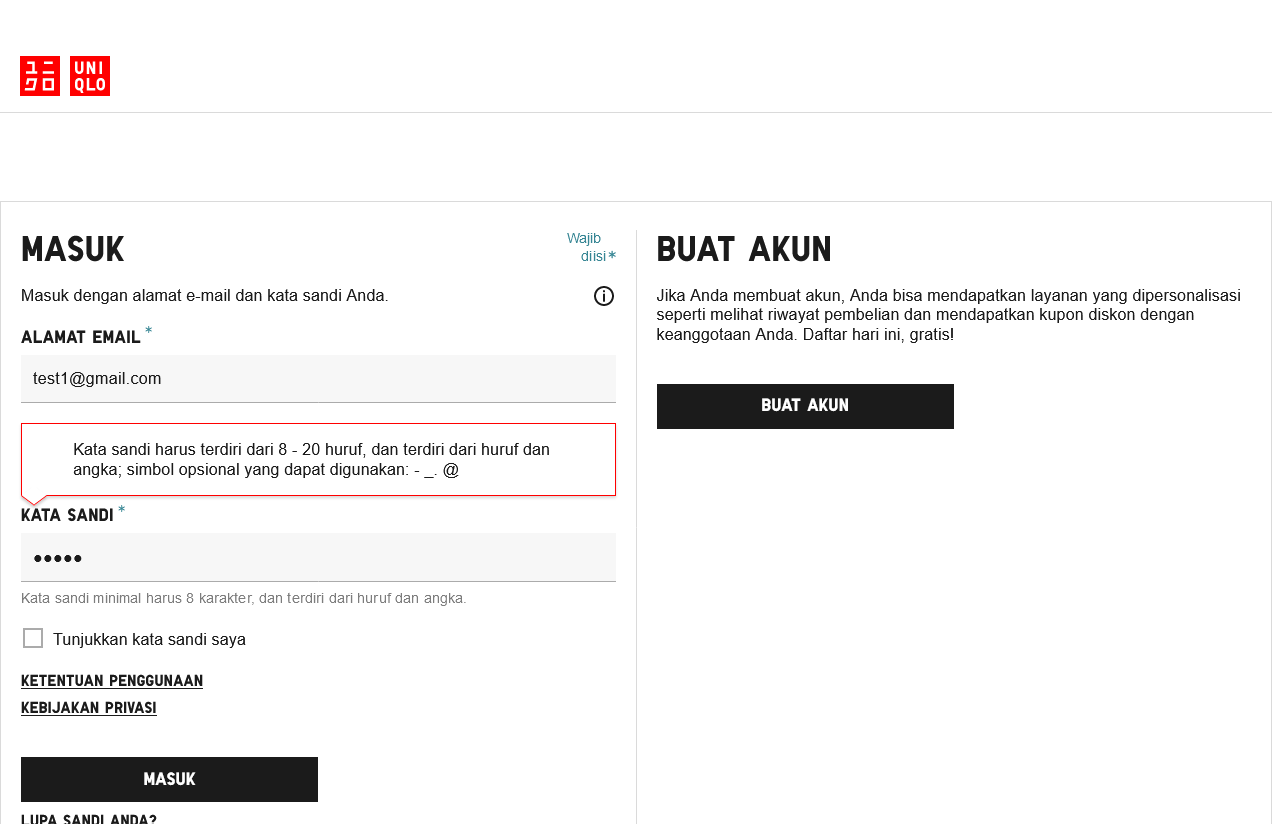 ユニ UNI
クロ QLO
MASUK
Wajib
diisi*
Masuk dengan alamat e-mail dan kata sandi Anda.
ALAMAT EMAIL *
test1@gmail.com
Kata sandi harus terdiri dari 8 - 20 huruf, dan terdiri dari huruf dan
angka; simbol opsional yang dapat digunakan: - _. @
KATA SANDI *
•••••
Kata sandi minimal harus 8 karakter, dan terdiri dari huruf dan angka.
Tunjukkan kata sandi saya
KETENTUAN PENGGUNAAN
KEBIJAKAN PRIVASI
MASUK
LUPA SANDI ANDA?
BUAT AKUN
Jika Anda membuat akun, Anda bisa mendapatkan layanan yang dipersonalisasi
seperti melihat riwayat pembelian dan mendapatkan kupon diskon dengan
keanggotaan Anda. Daftar hari ini, gratis!
BUAT AKUN